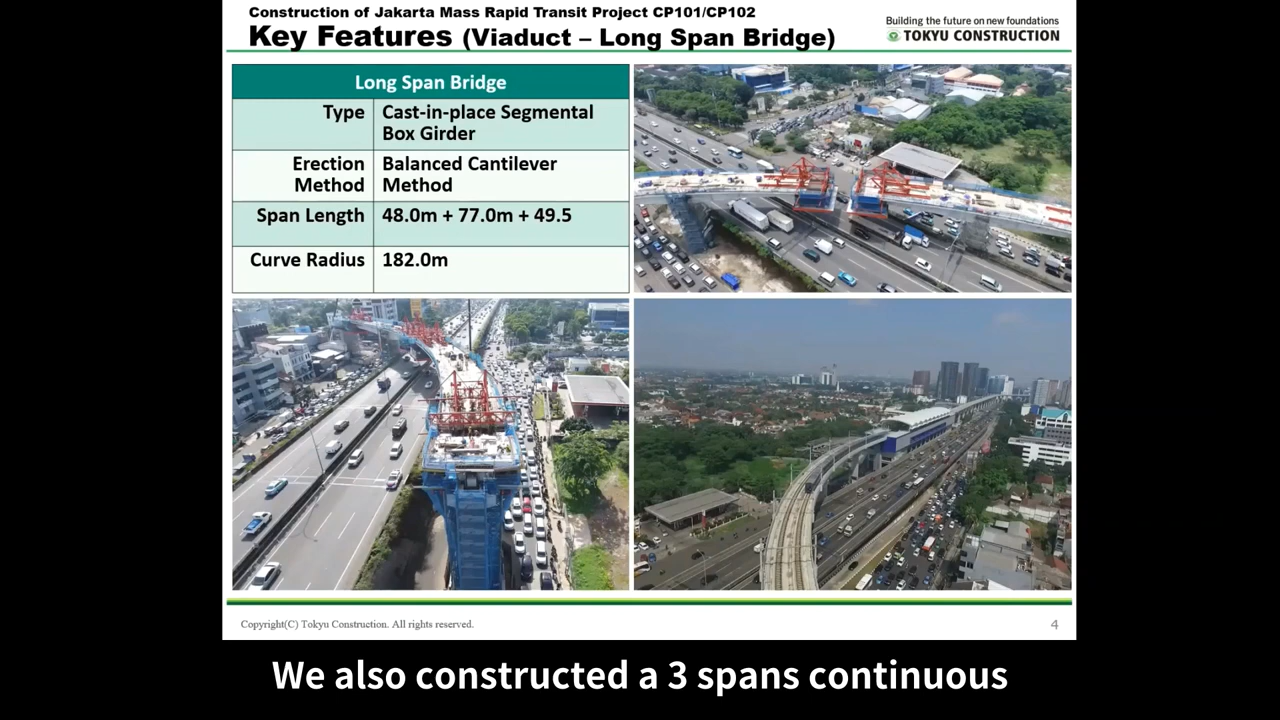 Construction of Jakarta Mass Rapid Transit Project CP101/CP102
Key Features (Viaduct – Long Span Bridge)
Building the future on new foundations
TOKYU CONSTRUCTION
Long Span Bridge
Type
Cast-in-place Segmental
Box Girder
Erection
Method
Balanced Cantilever
Method
Span Length
48.0m + 77.0m + 49.5
Curve Radius
182.0m
Copyright(C) Tokyu Construction. All rights reserved.
4
We also constructed a 3 spans continuous